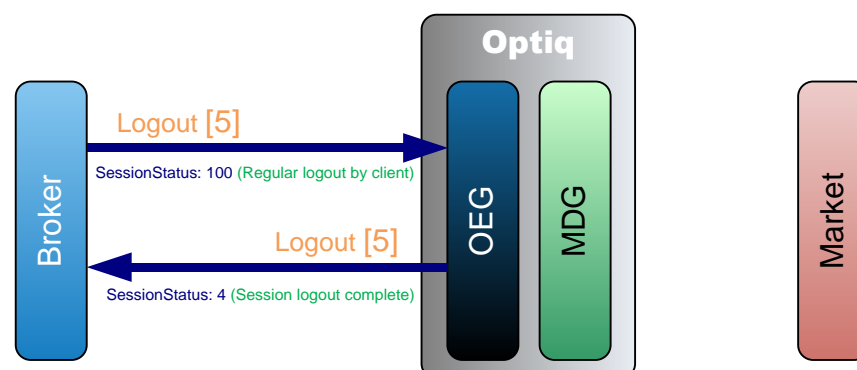 Optiq
Logout [5]
SessionStatus: 100 (Regular logout by client)
Broker
OEG
MDG
Market
Logout [5]
SessionStatus: 4 (Session logout complete)